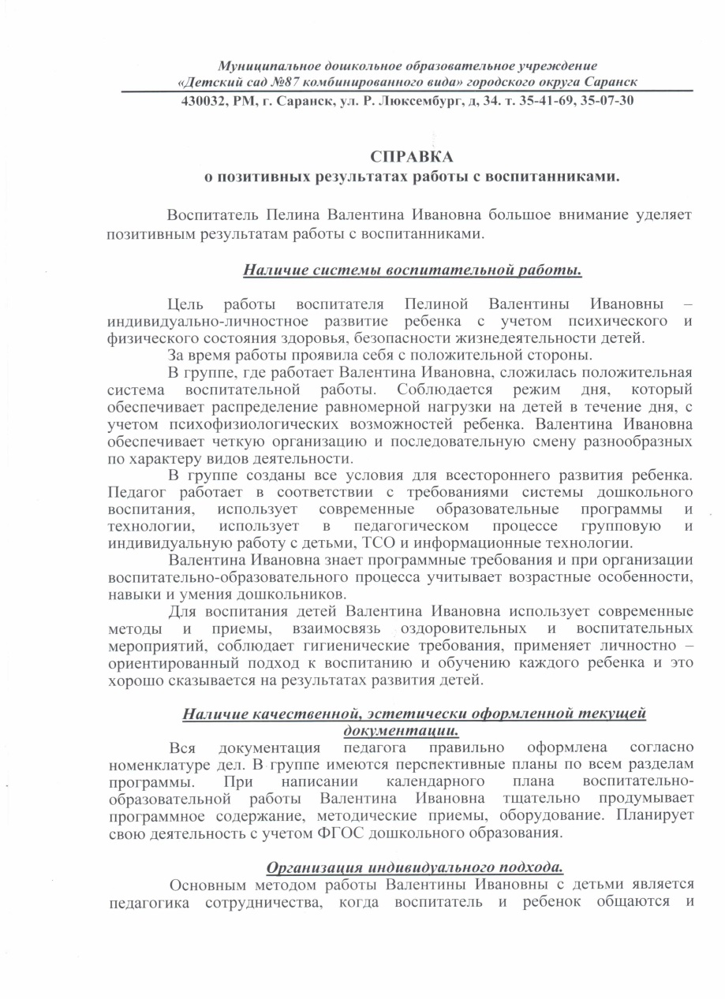 Муниципальное дошкольное образовательное учреждение
«Детский сад №87 комбинированного вида» городского округа Саранск
430032, РМ, г. Саранск, ул. Р. Люксембург, д, 34. т. 35-41-69, 35-07-30
СПРАВКА
о позитивных результатах работы с воспитанниками.
Воспитатель Пелина Валентина Ивановна большое внимание уделяет
позитивным результатам работы с воспитанниками.
Наличие системы воспитательной работы.
Цель работы воспитателя Пелиной Валентины Ивановны –
индивидуально-личностное развитие ребенка с учетом психического и
физического состояния здоровья, безопасности жизнедеятельности детей.
За время работы проявила себя с положительной стороны.
В группе, где работает Валентина Ивановна, сложилась положительная
система воспитательной работы. Соблюдается режим дня, который
обеспечивает распределение равномерной нагрузки на детей в течение дня, с
учетом психофизиологических возможностей ребенка. Валентина Ивановна
обеспечивает четкую организацию и последовательную смену разнообразных
по характеру видов деятельности.
В группе созданы все условия для всестороннего развития ребенка.
Педагог работает в соответствии с требованиями системы дошкольного
воспитания, использует современные образовательные программы и
технологии, использует в педагогическом процессе групповую и
индивидуальную работу с детьми, ТСО и информационные технологии.
Валентина Ивановна знает программные требования и при организации
воспитательно-образовательного процесса учитывает возрастные особенности,
навыки и умения дошкольников.
Для воспитания детей Валентина Ивановна использует современные
методы и приемы, взаимосвязь оздоровительных и воспитательных
мероприятий, соблюдает гигиенические требования, применяет личностно –
ориентированный подход к воспитанию и обучению каждого ребенка и это
хорошо сказывается на результатах развития детей.
Наличие качественной, эстетически оформленной текущей
документации.
Вся документация педагога правильно оформлена согласно
номенклатуре дел. В группе имеются перспективные планы по всем разделам
программы. При написании календарного плана воспитательно-
образовательной работы Валентина Ивановна тщательно продумывает
программное содержание, методические приемы, оборудование. Планирует
свою деятельность с учетом ФГОС дошкольного образования.
Организация индивидуального подхода.
Основным методом работы Валентины Ивановны с детьми является
педагогика сотрудничества, когда воспитатель и ребенок общаются и